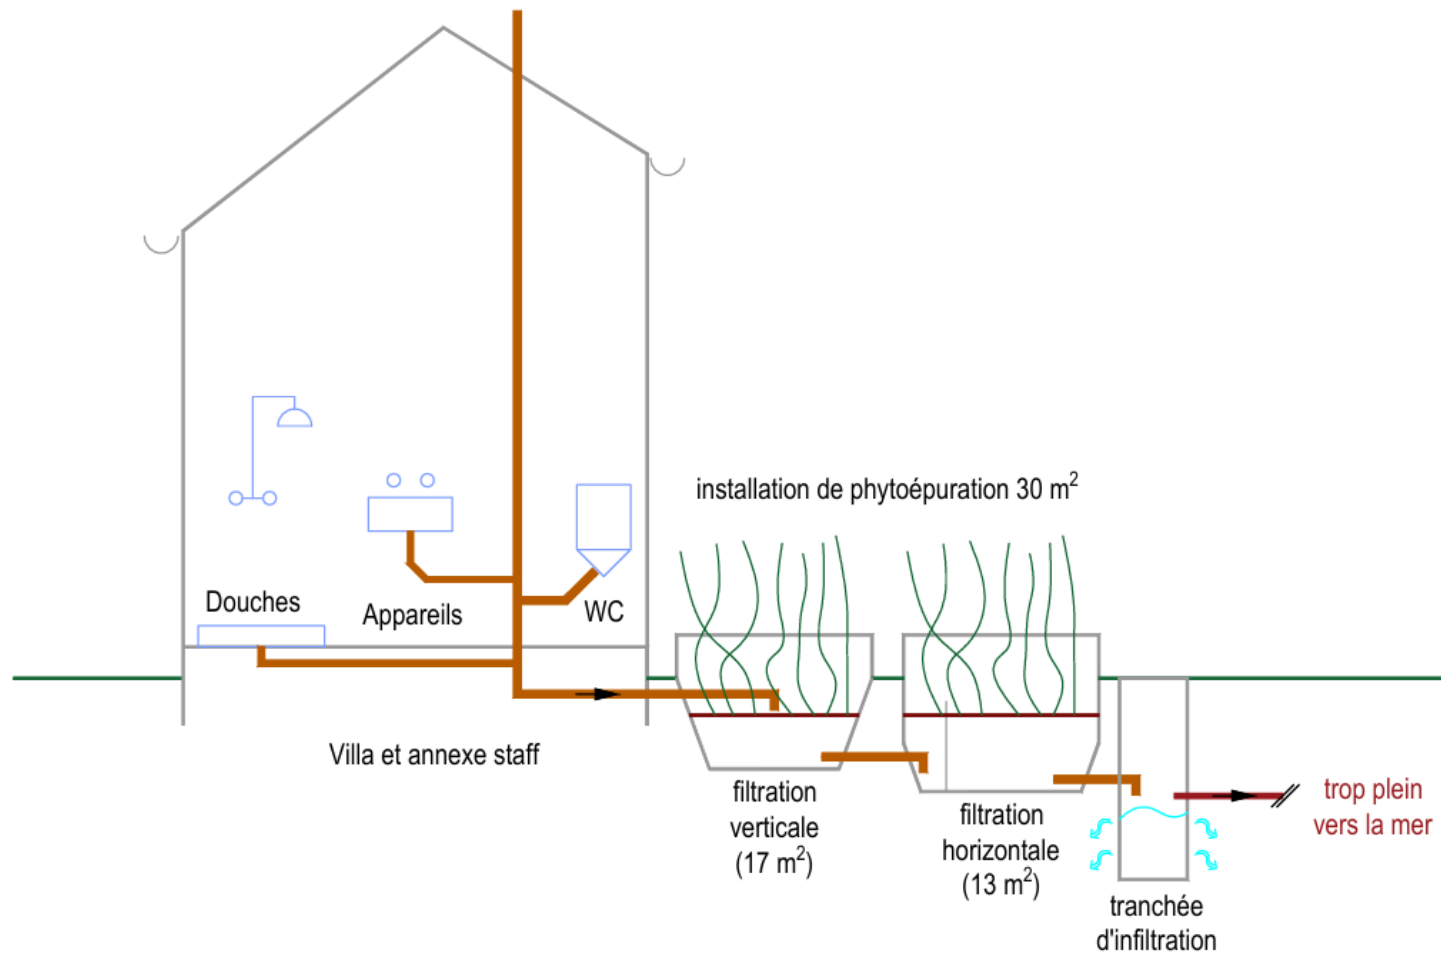 installation de phytoépuration 30 m²
Douches
Appareils
WC
Villa et annexe staff
filtration
verticale
(17 m²)
filtration
horizontale
(13 m²)
trop plein
vers la mer
tranchée
d'infiltration